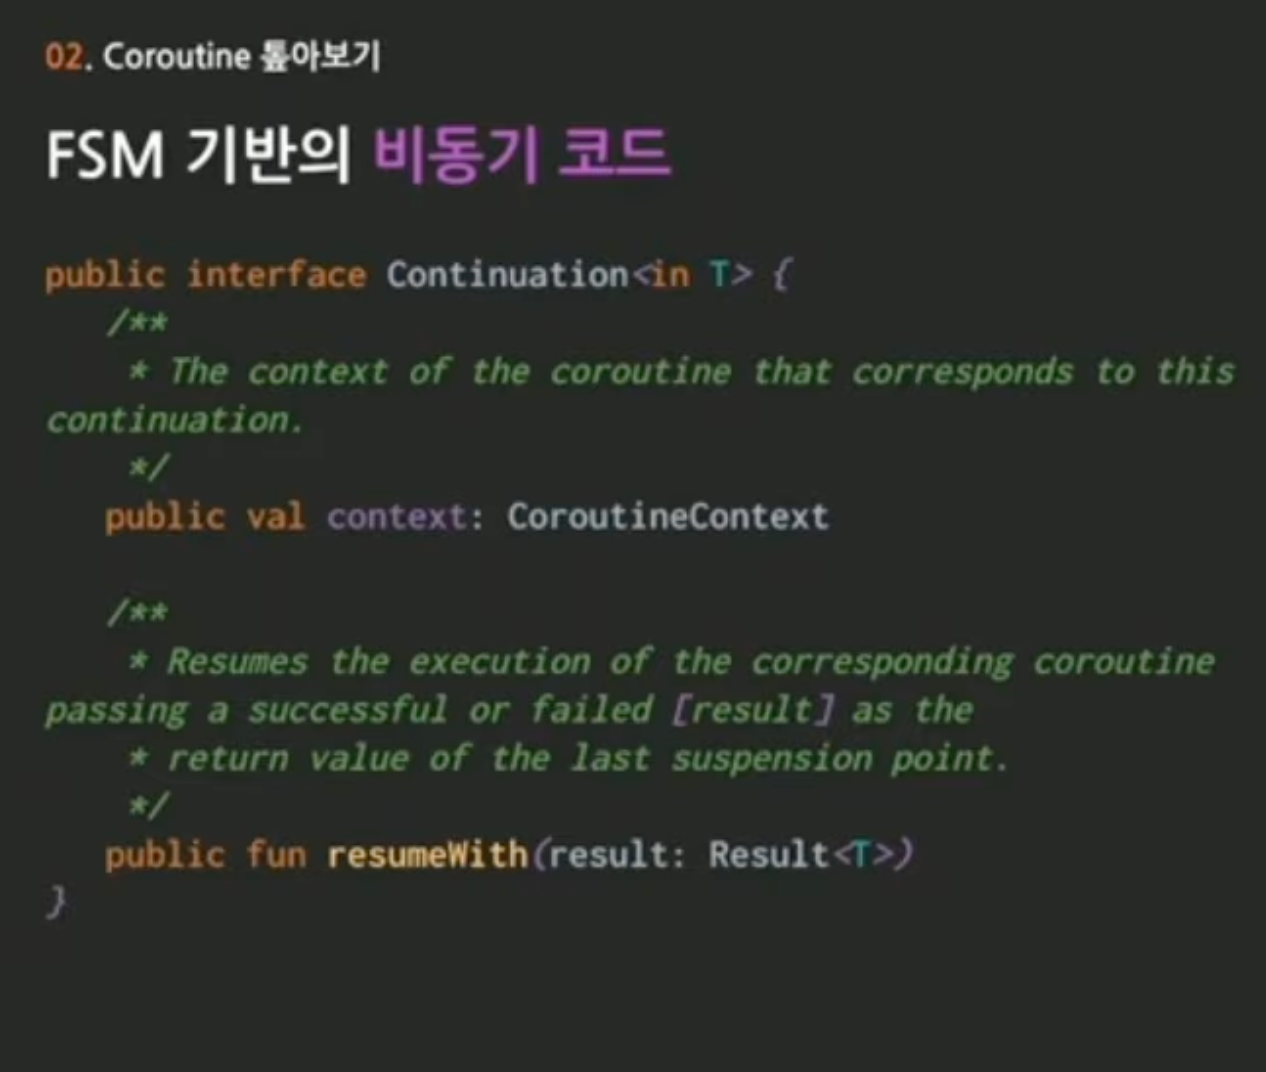 02. Coroutine 톺아보기
FSM 기반의 비동기 코드
public interface Continuation<in T> {
/**
* The context of the coroutine that corresponds to this
continuation.
*/
public val context: CoroutineContext
/**
* Resumes the execution of the corresponding coroutine
passing a successful or failed [result] as the
* return value of the last suspension point.
*/
public fun resumeWith(result: Result<T>)
}